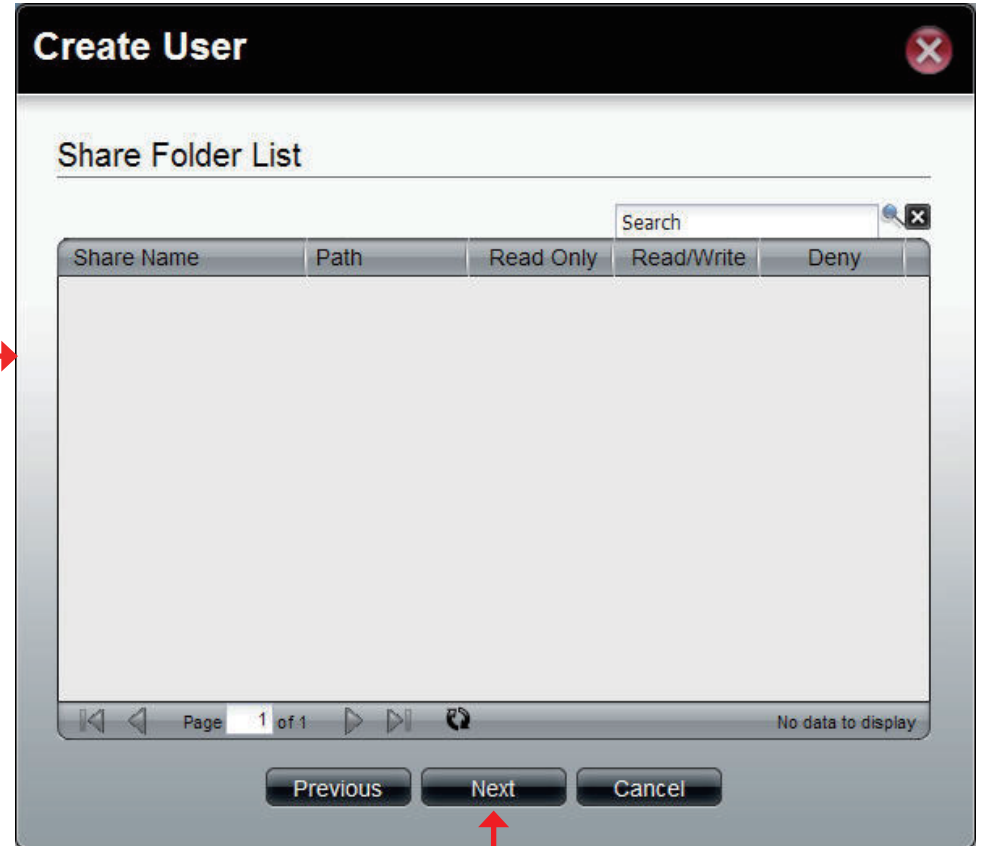 Create User
Share Folder List
Search
Share Name Path Read Only Read/Write Deny
Page 1 of 1 No data to display
Previous Next Cancel